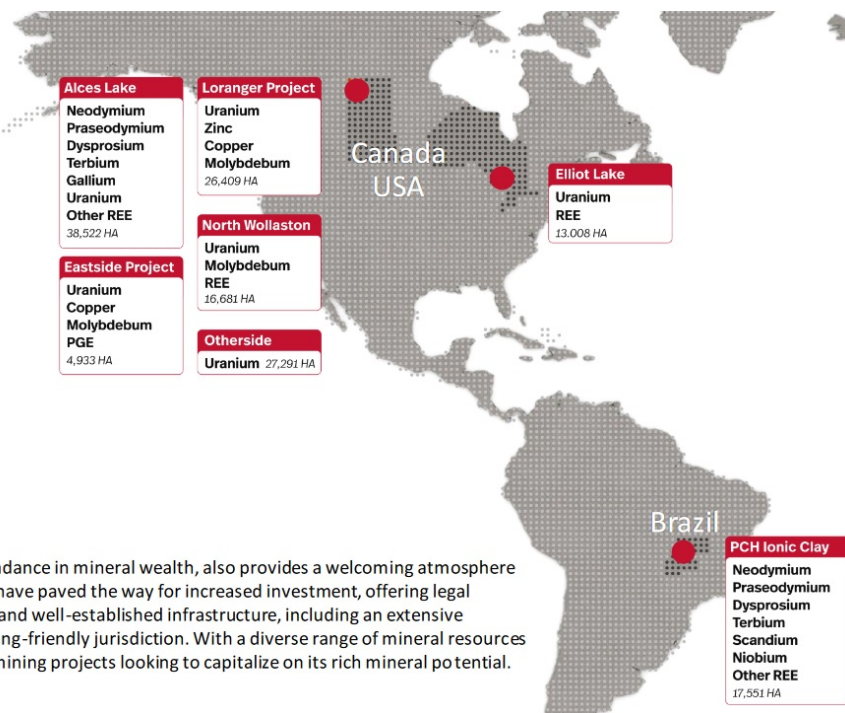 Alces Lake
Neodymium
Praseodymium
Dysprosium
Terbium
Gallium
Uranium
Other REE
38,522 HA
Loranger Project
Uranium
Zinc
Copper
Molybdebum
26,409 HA
Canada
USA
Elliot Lake
Uranium
REE
13.008 HA
North Wollaston
Uranium
Molybdebum
REE
16,681 HA
Eastside Project
Uranium
Copper
Molybdebum
PGE
4,933 HA
Otherside
Uranium 27,291 HA
Brazil
PCH Ionic Clay
Neodymium
Praseodymium
Dysprosium
Terbium
Scandium
Niobium
Other REE
17,551 HA
dance in mineral wealth, also provides a welcoming atmosphere
have paved the way for increased investment, offering legal
and well-established infrastructure, including an extensive
ng-friendly jurisdiction. With a diverse range of mineral resources
mining projects looking to capitalize on its rich mineral potential.